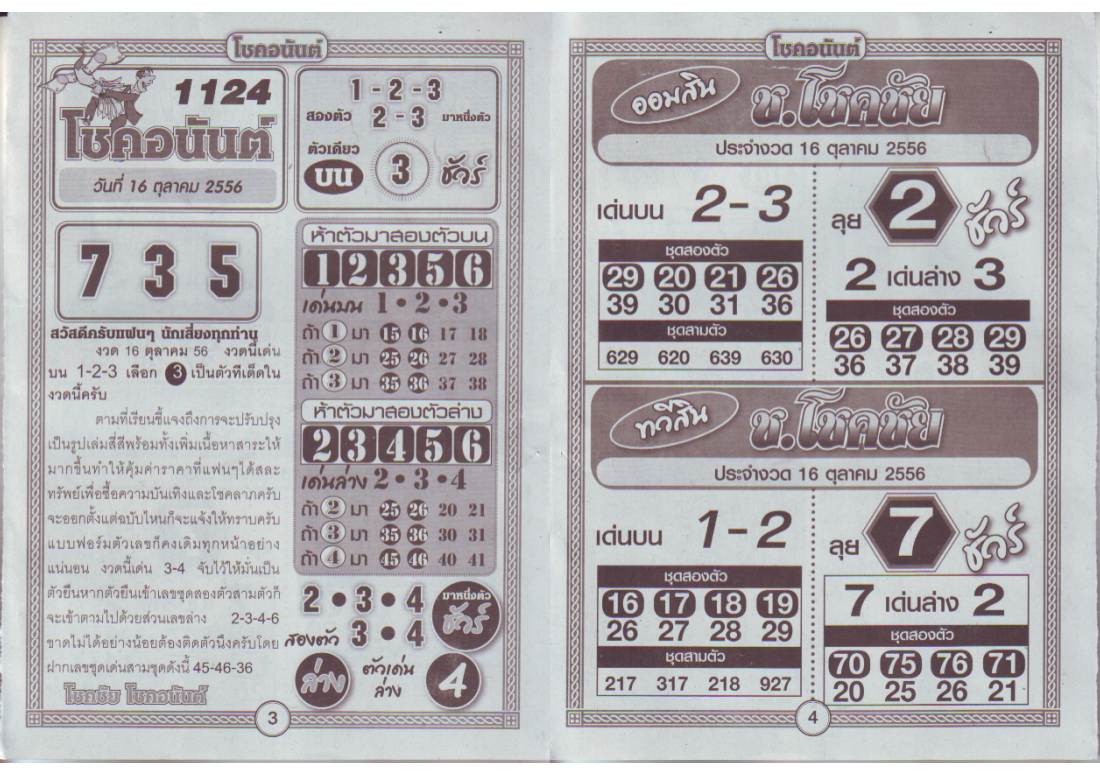 โชคอนันต์
1124
โชคอนันต์
วันที่ 16 ตุลาคม 2556
1 - 2 - 3
สองตัว 2 - 3 มาหนึ่งตัว
ตัวเดียว
บน 3 ชัวร์
7 3 5
สวัสดีครับแฟนๆ นักเสี่ยงทุกท่าน
งวด 16 ตุลาคม 56 งวดนี้เด่น
บน 1-2-3 เลือก 3 เป็นตัวทีเด็ดใน
งวดนี้ครับ
ตามที่เรียนชี้แจงถึงการจะปรับปรุง
เป็นรูปเล่มสี่สีพร้อมทั้งเพิ่มเนื้อหาสาระให้
มากขึ้นทำให้คุ้มค่าราคาที่แฟนๆได้สละ
ทรัพย์เพื่อซื้อความบันเทิงและโชคลาภครับ
จะออกตั้งแต่ฉบับไหนก็จะแจ้งให้ทราบครับ
แบบฟอร์มตัวเลขก็คงเดิมทุกหน้าอย่าง
แน่นอน งวดนี้เด่น 3-4 จับไว้ให้มั่นเป็น
ตัวยืนหากตัวยืนเข้าเลขชุดสองตัวสามตัวก็
จะเข้าตามไปด้วยส่วนเลขล่าง 2-3-4-6
ขาดไม่ได้อย่างน้อยต้องติดตัวนึงครับโดย
ฝากเลขชุดเด่นสามชุดดังนี้ 45-46-36
โชคชัย โชคอนันต์
ห้าตัวมาสองตัวบน
1 2 3 5 6
เด่นบน 1 • 2 • 3
ถ้า 1 มา 15 16 17 18
ถ้า 2 มา 25 26 27 28
ถ้า 3 มา 35 36 37 38
ห้าตัวมาสองตัวล่าง
2 3 4 5 6
เด่นล่าง 2 • 3 • 4
ถ้า 2 มา 25 26 20 21
ถ้า 3 มา 35 36 30 31
ถ้า 4 มา 45 46 40 41
2 • 3 • 4 มาหนึ่งตัว
สองตัว 3 • 4 ชัวร์
ล่าง ตัวเด่น
ล่าง 4
3
โชคอนันต์
ออมสิน ช.โชคชัย
ประจำงวด 16 ตุลาคม 2556
เด่นบน 2 - 3
ชุดสองตัว
29 20 21 26
39 30 31 36
ชุดสามตัว
629 620 639 630
ลุย 2 ชัวร์
2 เด่นล่าง 3
ชุดสองตัว
26 27 28 29
36 37 38 39
ทวีสิน ช.โชคชัย
ประจำงวด 16 ตุลาคม 2556
เด่นบน 1 - 2
ชุดสองตัว
16 17 18 19
26 27 28 29
ชุดสามตัว
217 317 218 927
ลุย 7 ชัวร์
7 เด่นล่าง 2
ชุดสองตัว
70 75 76 71
20 25 26 21
4